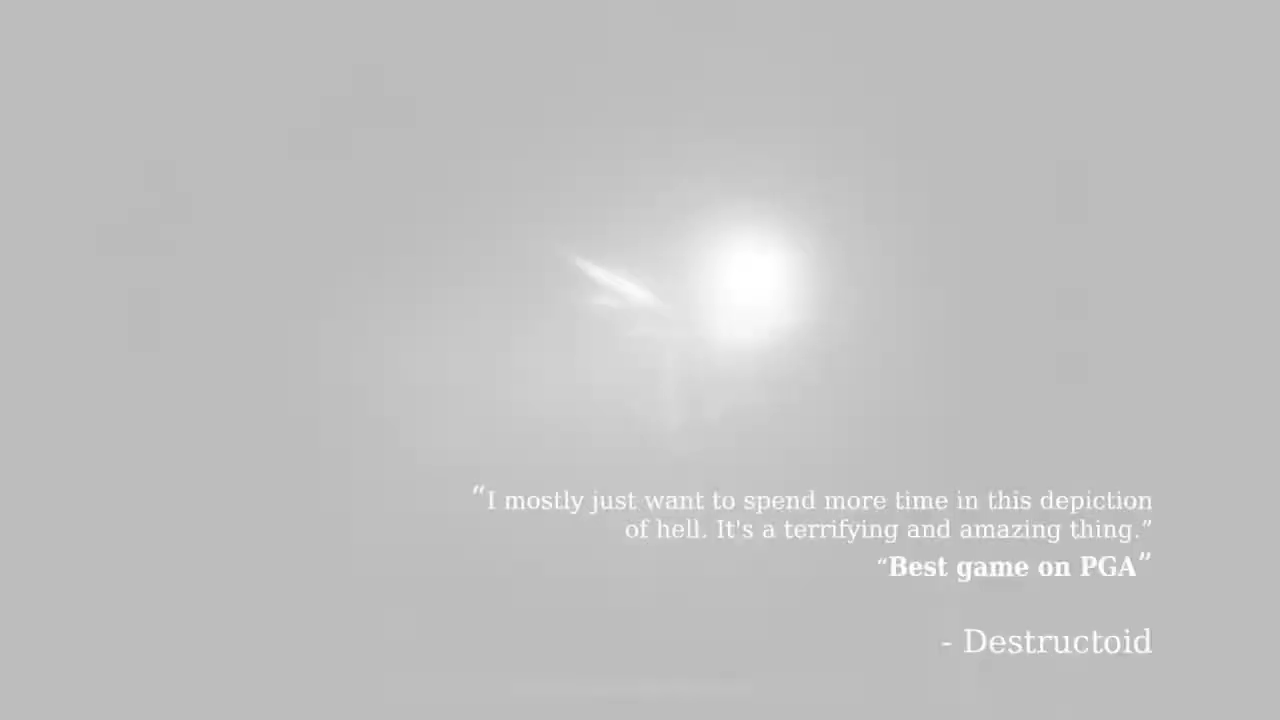 “I mostly just want to spend more time in this depiction
of hell. It's a terrifying and amazing thing.”
“Best game on PGA”
- Destructoid